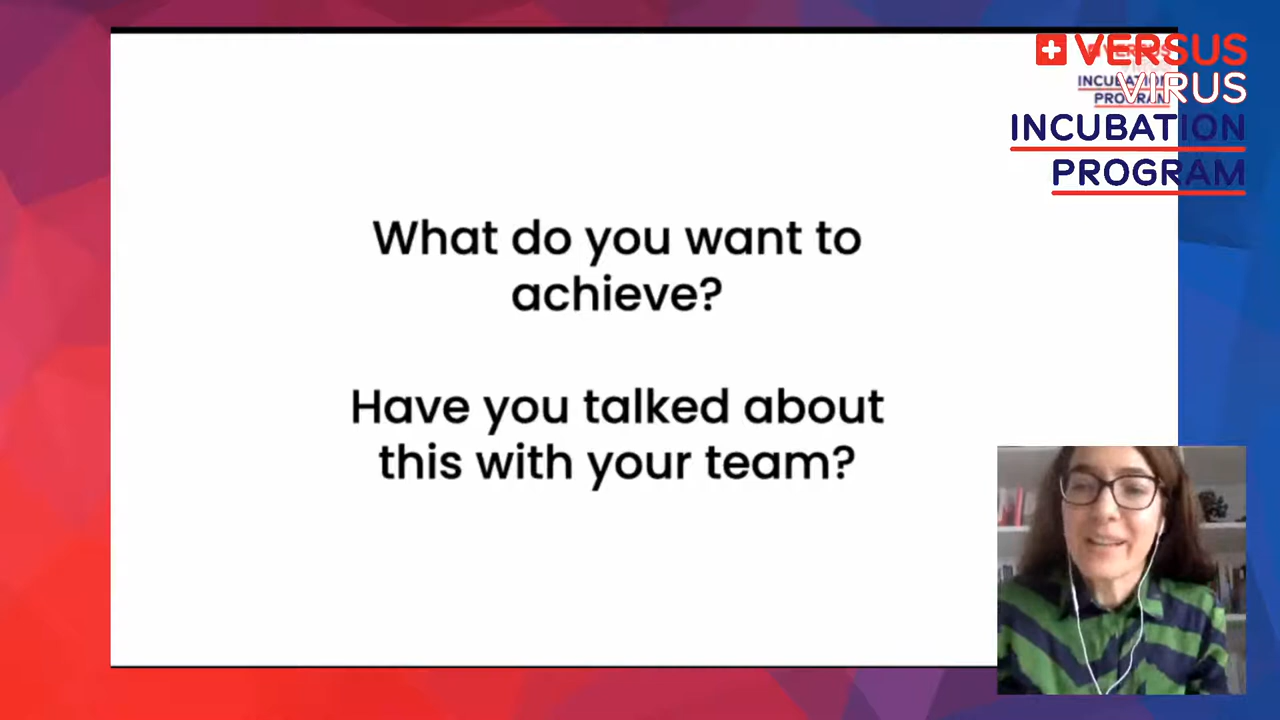 VERSUS
VIRUS
INCUBATION
PROGRAM
What do you want to
achieve?
Have you talked about
this with your team?